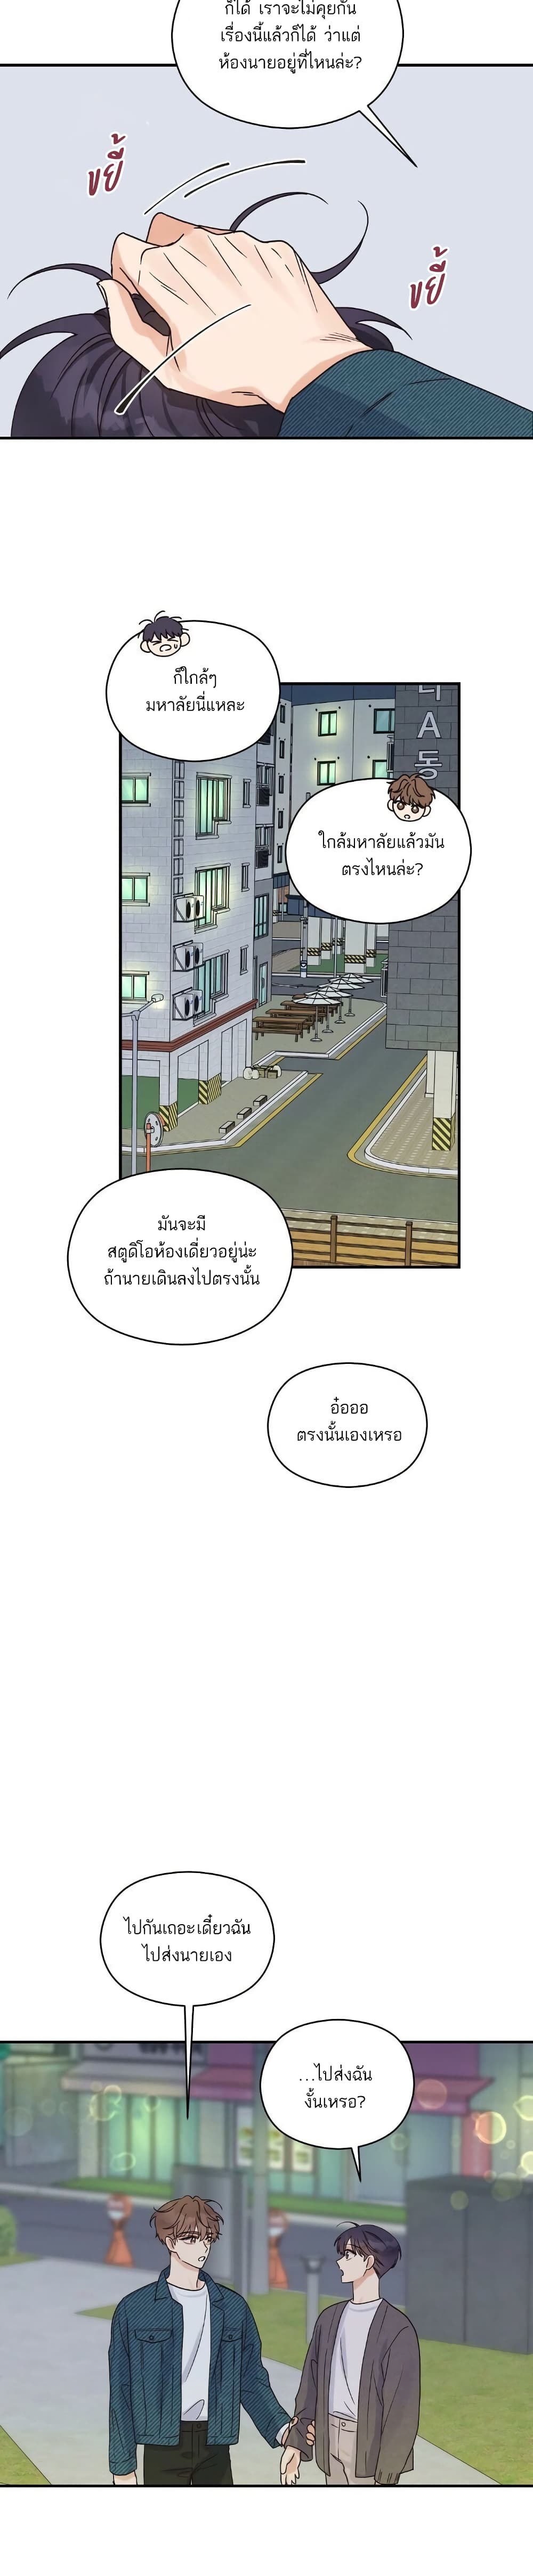 ก็ได้ เราจะไม่คุยกัน
เรื่องนี้แล้วก็ได้ ว่าแต่
ห้องนายอยู่ที่ไหนล่ะ?
ขยี้
ขยี้
ก็ใกล้ๆ
มหาลัยนี่แหละ
A
동
ใกล้มหาลัยแล้วมัน
ตรงไหนล่ะ?
มันจะมี
สตูดิโอห้องเดี่ยวอยู่น่ะ
ถ้านายเดินลงไปตรงนั้น
อ๋อออ
ตรงนั้นเองเหรอ
ไปกันเถอะเดี๋ยวฉัน
ไปส่งนายเอง
...ไปส่งฉัน
งั้นเหรอ?